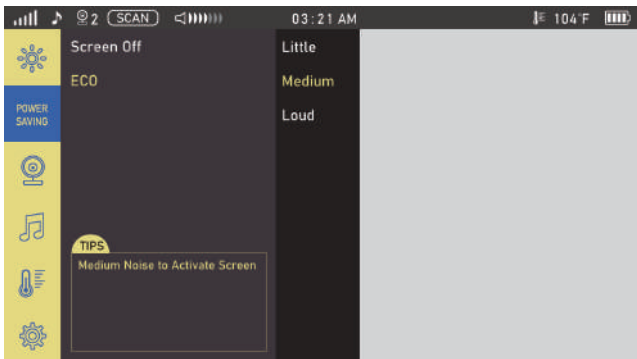 2 SCAN 03:21 AM 104°F
Screen Off Little
ECO Medium
POWER
SAVING
Loud
TIPS
Medium Noise to Activate Screen